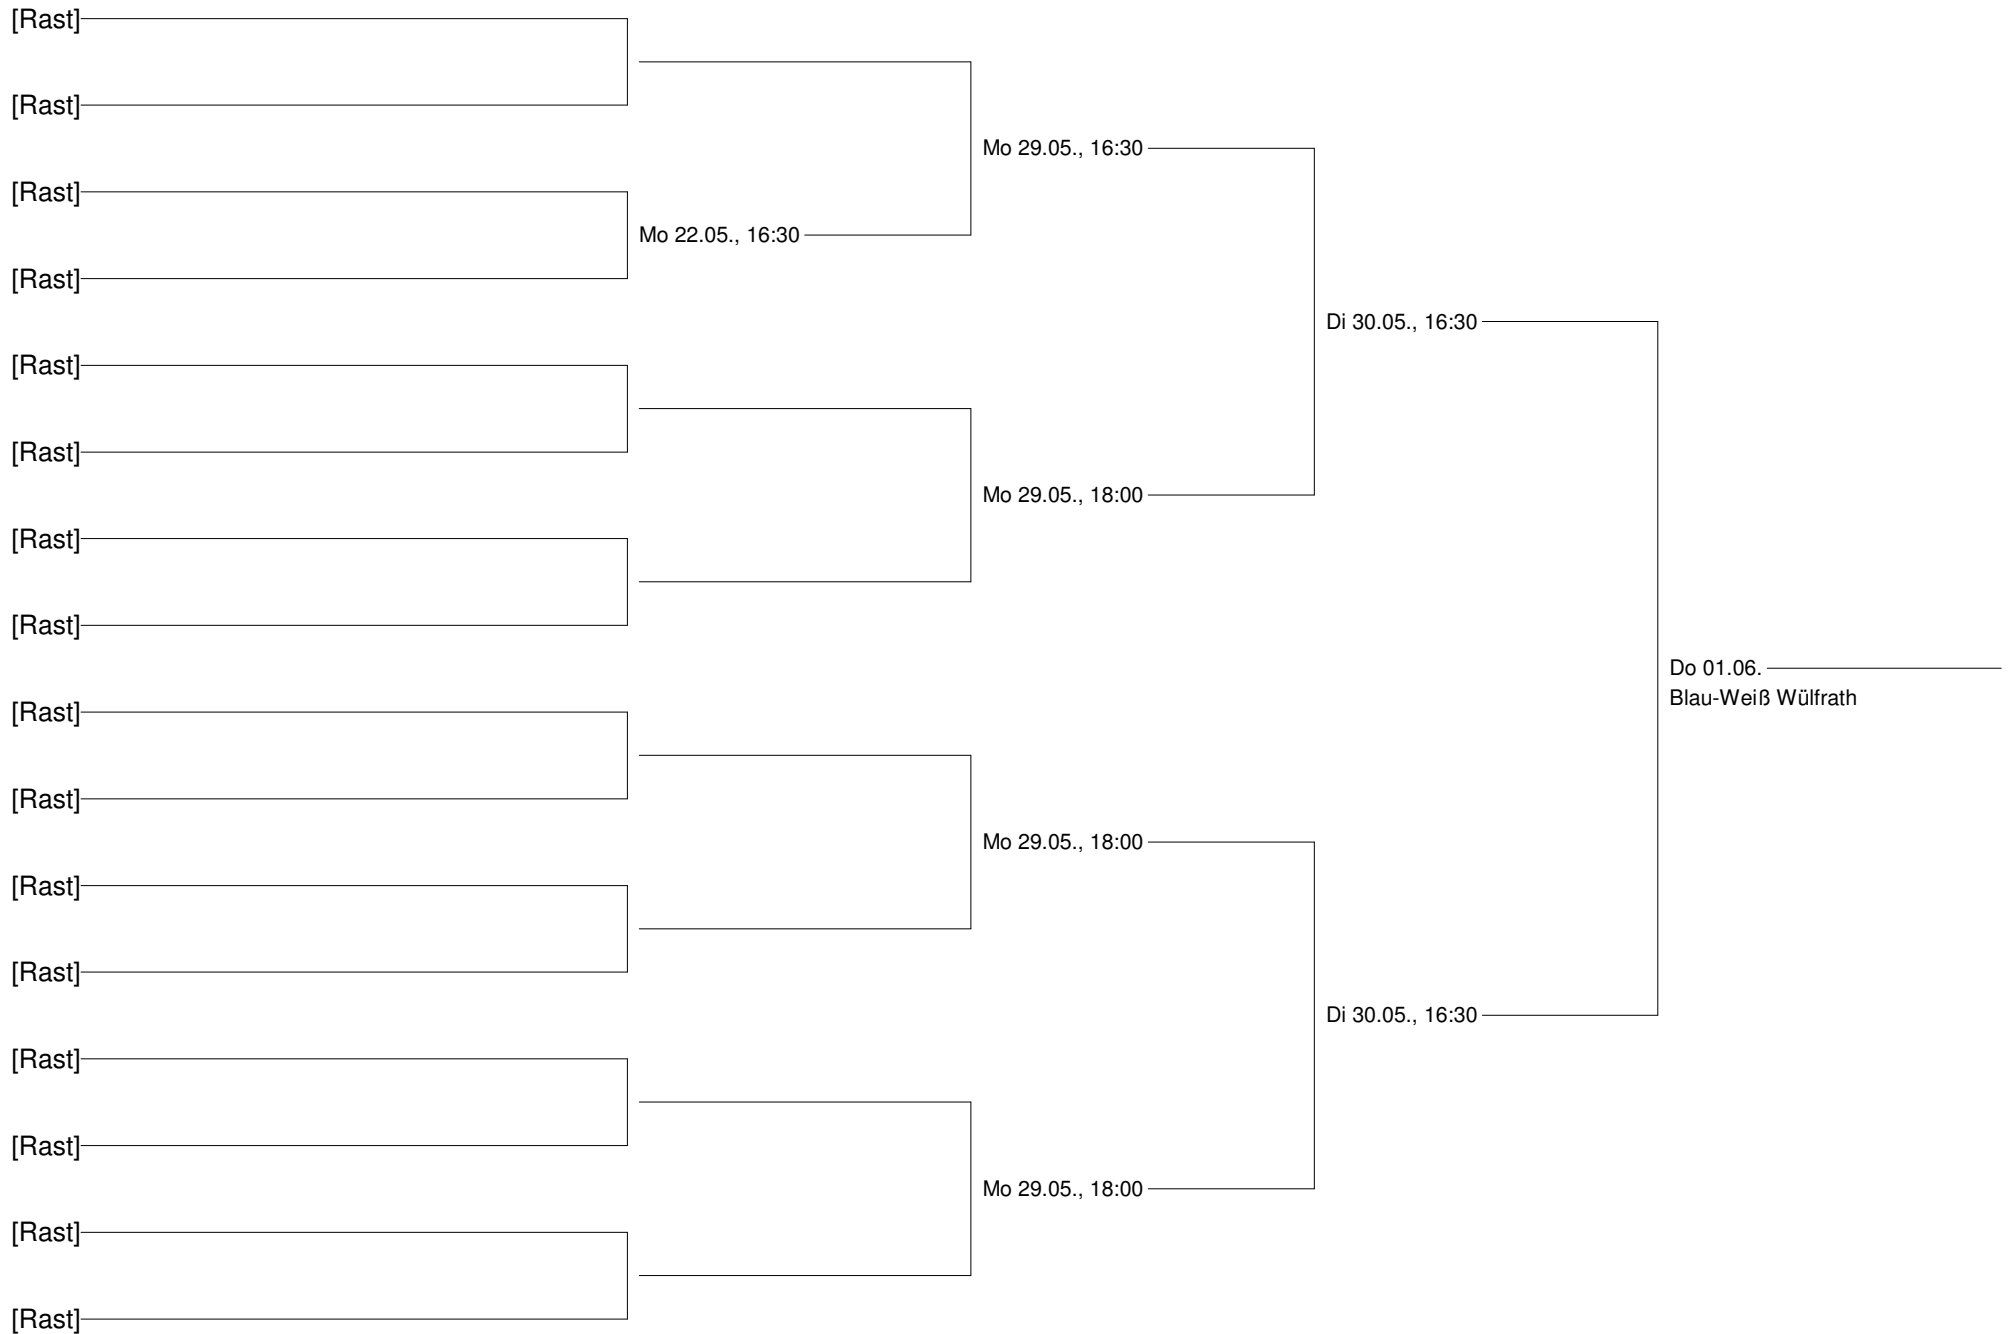 [Rast]
[Rast]
Mo 29.05., 16:30
[Rast]
Mo 22.05., 16:30
[Rast]
Di 30.05., 16:30
[Rast]
[Rast]
Mo 29.05., 18:00
[Rast]
[Rast]
Do 01.06.
Blau-Weiß Wülfrath
[Rast]
[Rast]
Mo 29.05., 18:00
[Rast]
[Rast]
Di 30.05., 16:30
[Rast]
[Rast]
Mo 29.05., 18:00
[Rast]
[Rast]